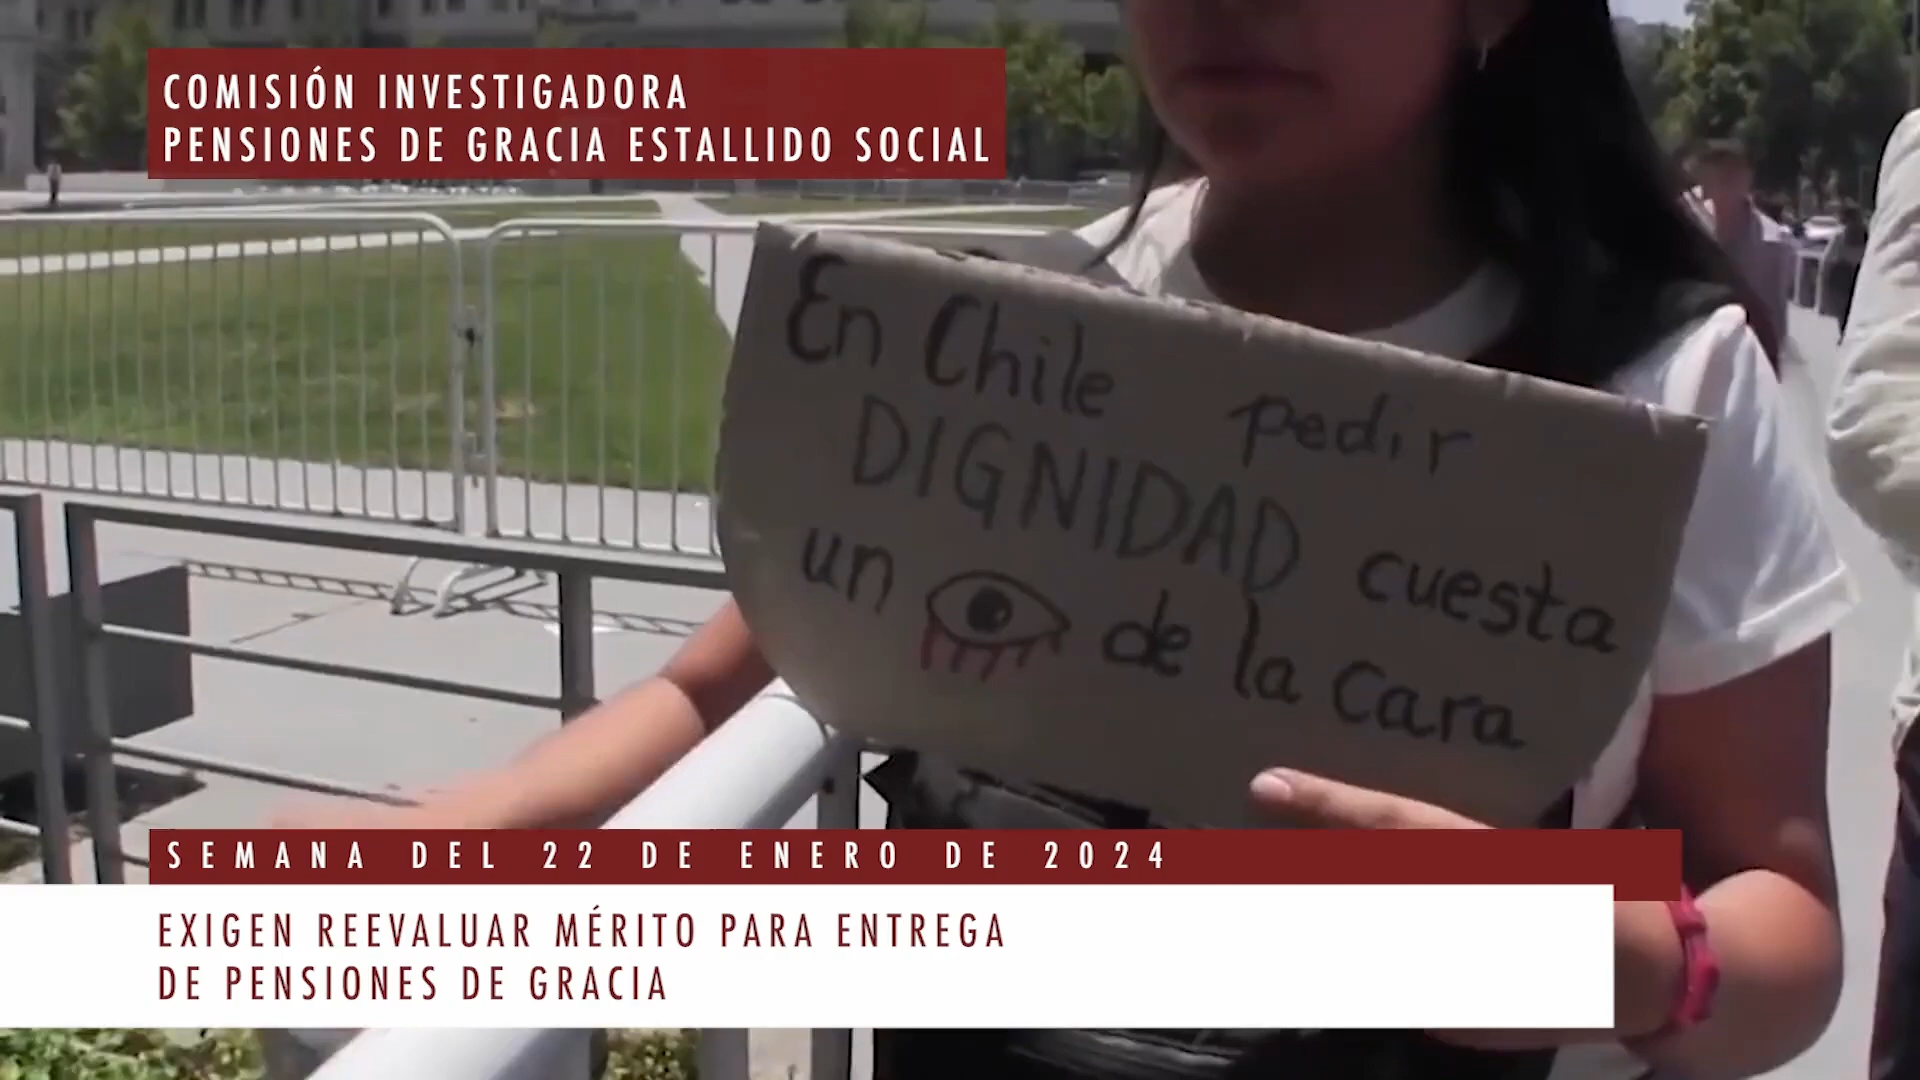 COMISIÓN INVESTIGADORA
PENSIONES DE GRACIA ESTALLIDO SOCIAL
En Chile pedir
DIGNIDAD cuesta
un de la cara
SEMANA DEL 22 DE ENERO DE 2024
EXIGEN REEVALUAR MÉRITO PARA ENTREGA
DE PENSIONES DE GRACIA